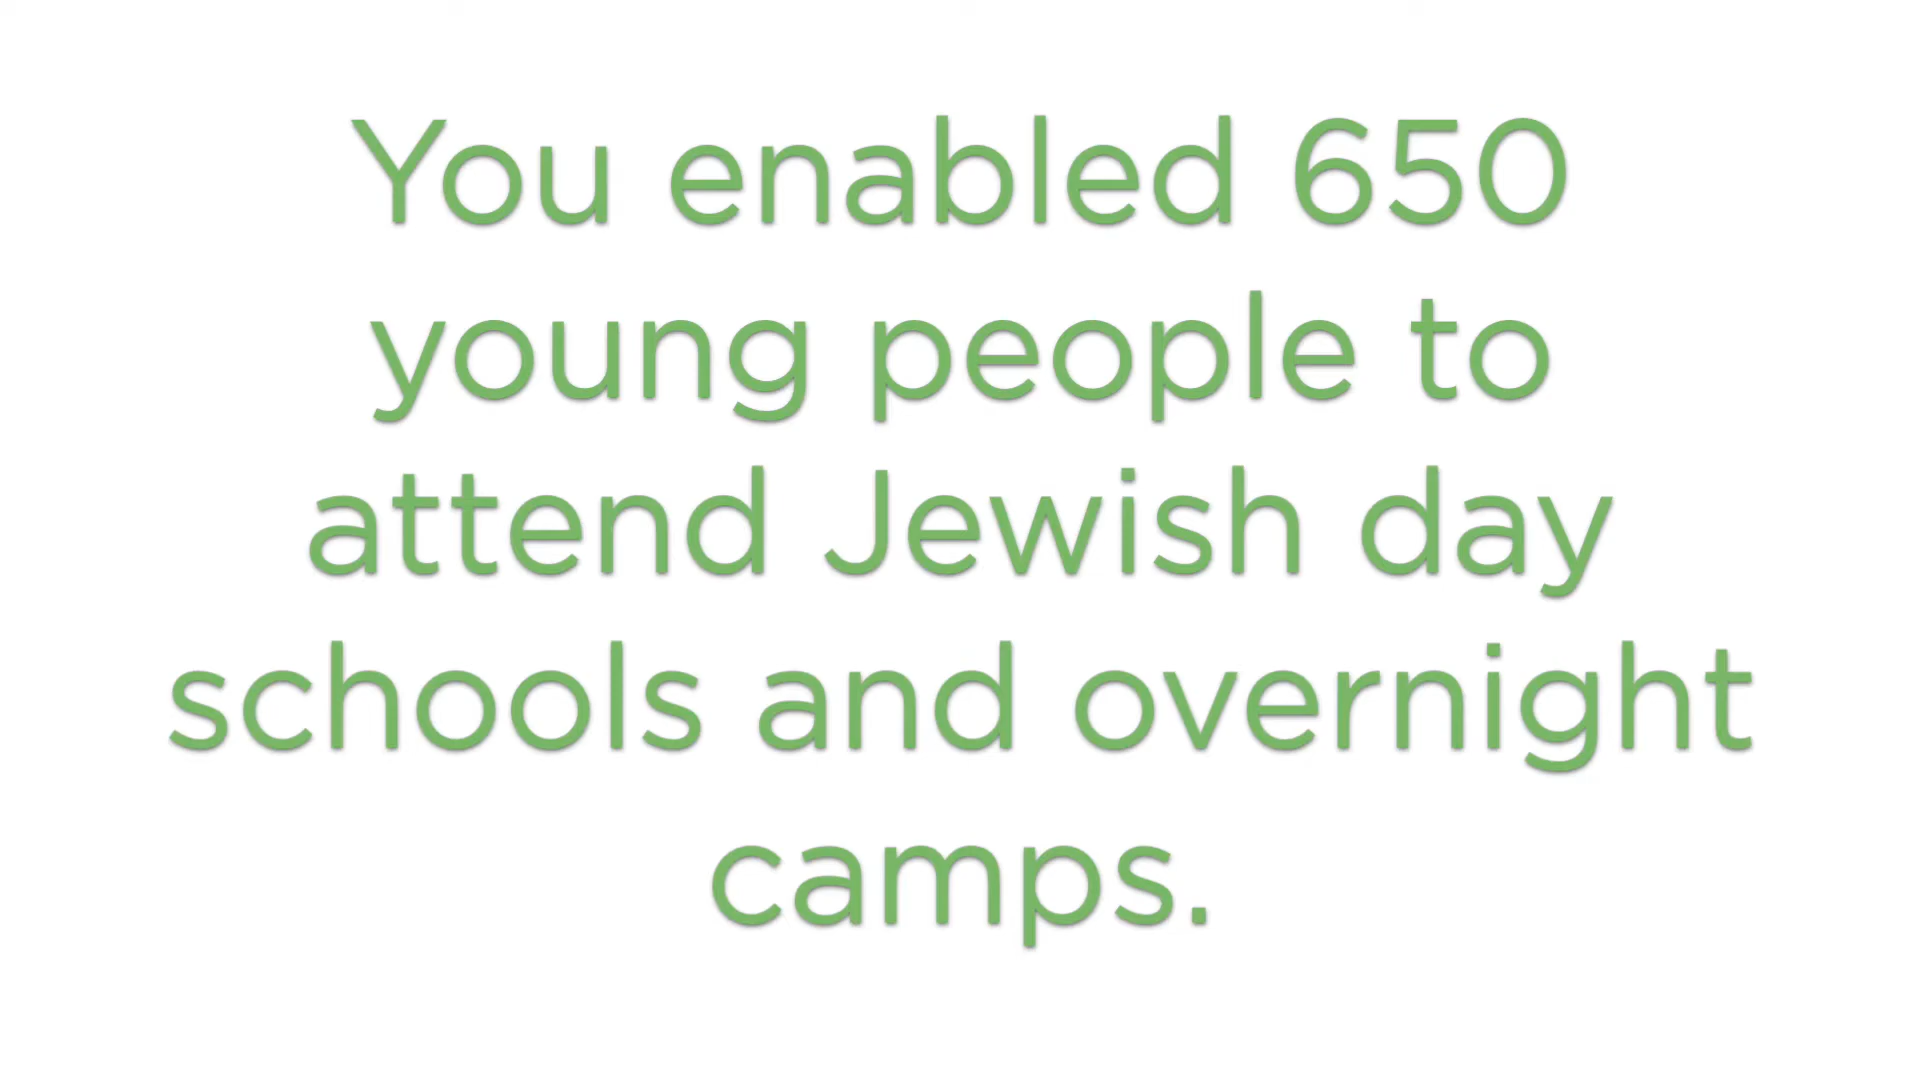 You enabled 650
young people to
attend Jewish day
schools and overnight
camps.